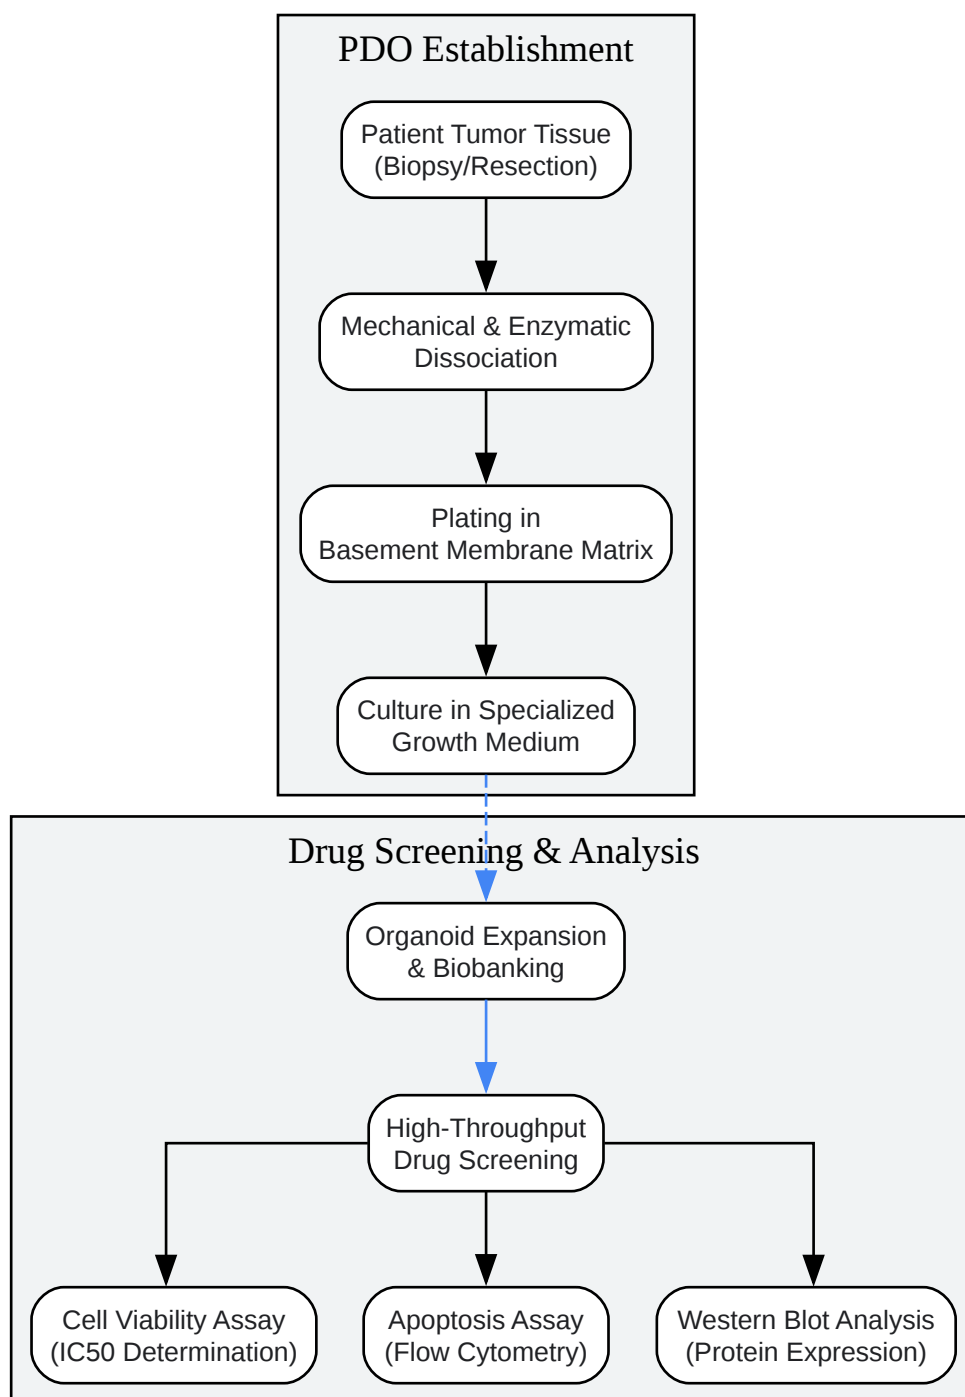 PDO Establishment
Patient Tumor Tissue
(Biopsy/Resection)
Mechanical & Enzymatic
Dissociation
Plating in
Basement Membrane Matrix
Culture in Specialized
Growth Medium
Drug Screening & Analysis
Organoid Expansion
& Biobanking
High-Throughput
Drug Screening
Cell Viability Assay
(IC50 Determination)
Apoptosis Assay
(Flow Cytometry)
Western Blot Analysis
(Protein Expression)